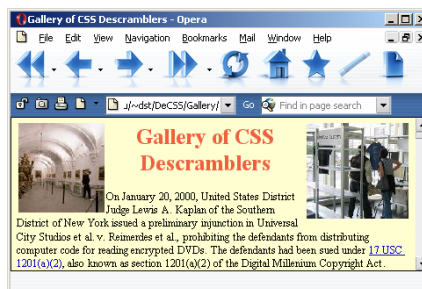 Gallery of CSS Descramblers - Opera
File Edit View Navigation Bookmarks Mail Window Help
J/~dst/DeCSS/Gallery/ Go Find in page search
Gallery of CSS
Descramblers
On January 20, 2000, United States District
Judge Lewis A. Kaplan of the Southern
District of New York issued a preliminary injunction in Universal
City Studios et al. v. Reimerdes et al., prohibiting the defendants from distributing
computer code for reading encrypted DVDs. The defendants had been sued under 17 USC
1201(a)(2), also known as section 1201(a)(2) of the Digital Millenium Copyright Act.